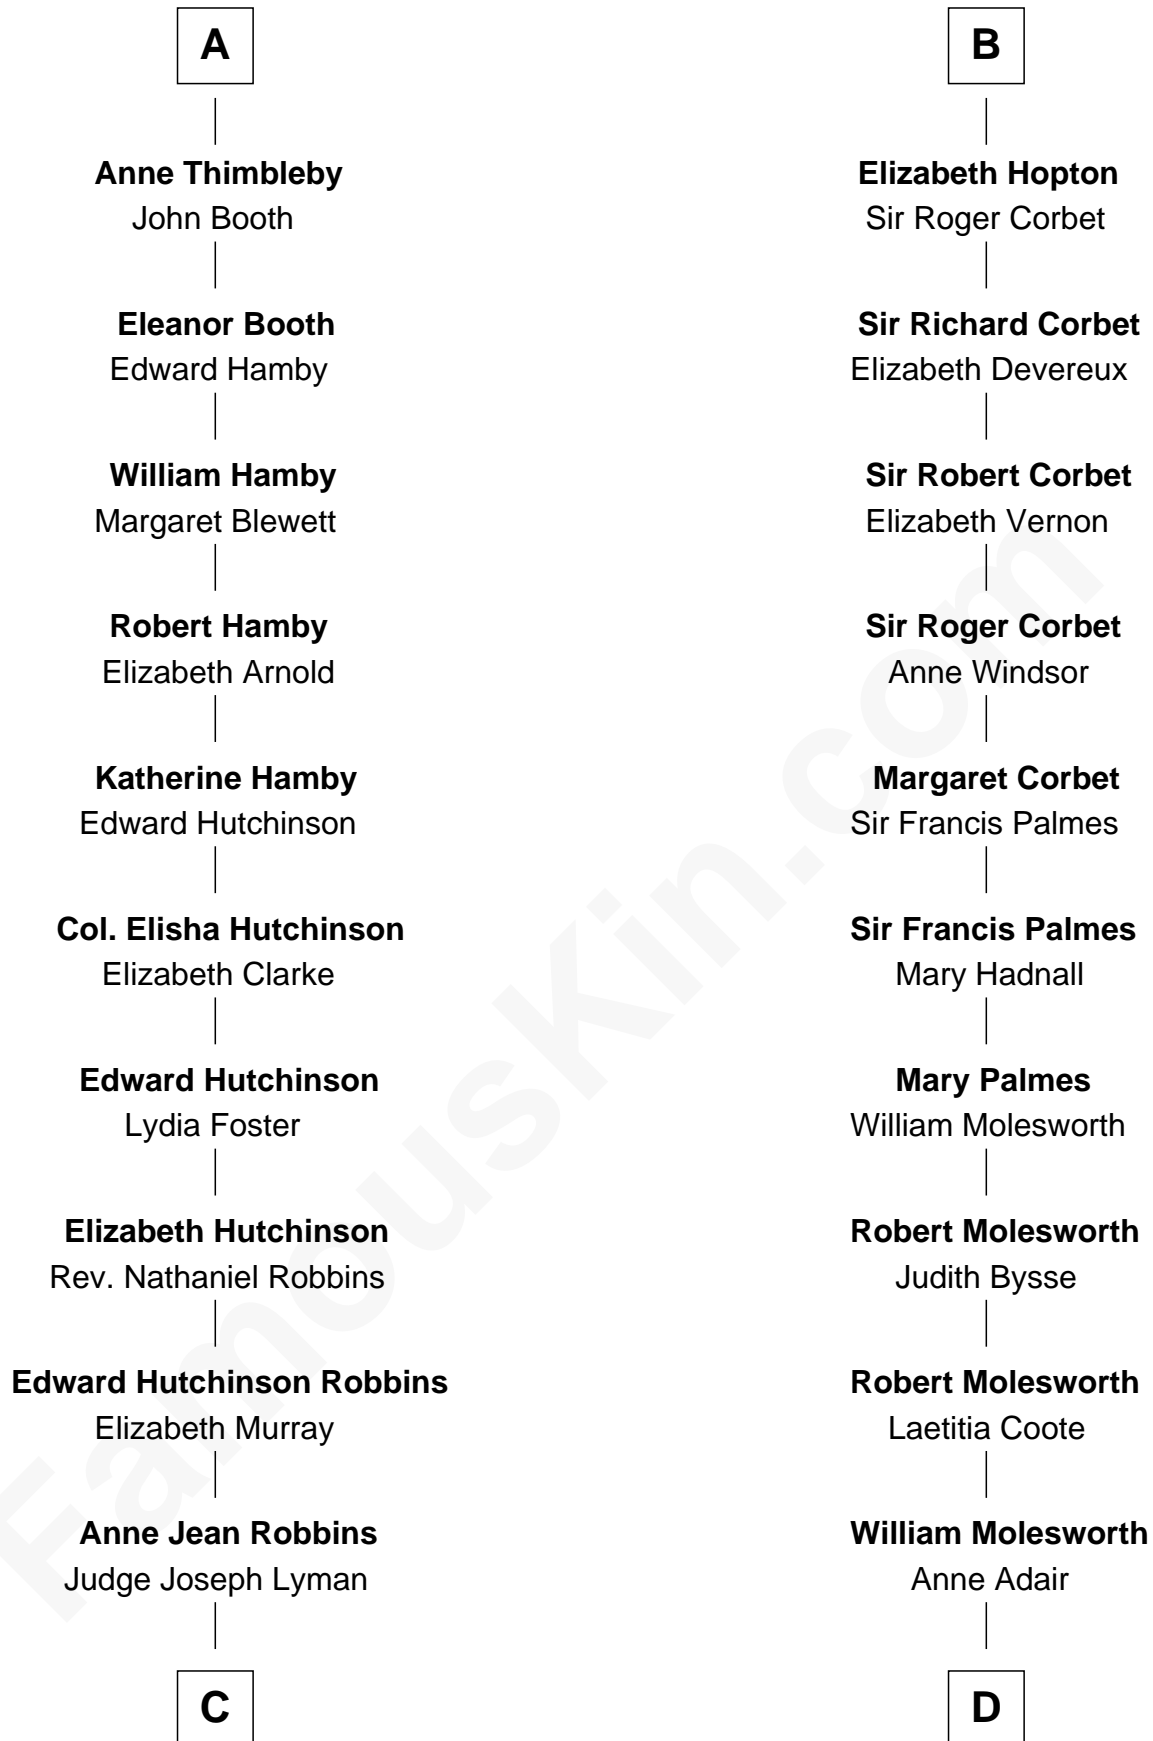 A
Anne Thimbleby
John Booth
Eleanor Booth
Edward Hamby
William Hamby
Margaret Blewett
Robert Hamby
Elizabeth Arnold
Katherine Hamby
Edward Hutchinson
Col. Elisha Hutchinson
Elizabeth Clarke
Edward Hutchinson
Lydia Foster
Elizabeth Hutchinson
Rev. Nathaniel Robbins
Edward Hutchinson Robbins
Elizabeth Murray
Anne Jean Robbins
Judge Joseph Lyman
C
B
Elizabeth Hopton
Sir Roger Corbet
Sir Richard Corbet
Elizabeth Devereux
Sir Robert Corbet
Elizabeth Vernon
Sir Roger Corbet
Anne Windsor
Margaret Corbet
Sir Francis Palmes
Sir Francis Palmes
Mary Hadnall
Mary Palmes
William Molesworth
Robert Molesworth
Judith Bysse
Robert Molesworth
Laetitia Coote
William Molesworth
Anne Adair
D
FamousKin.com